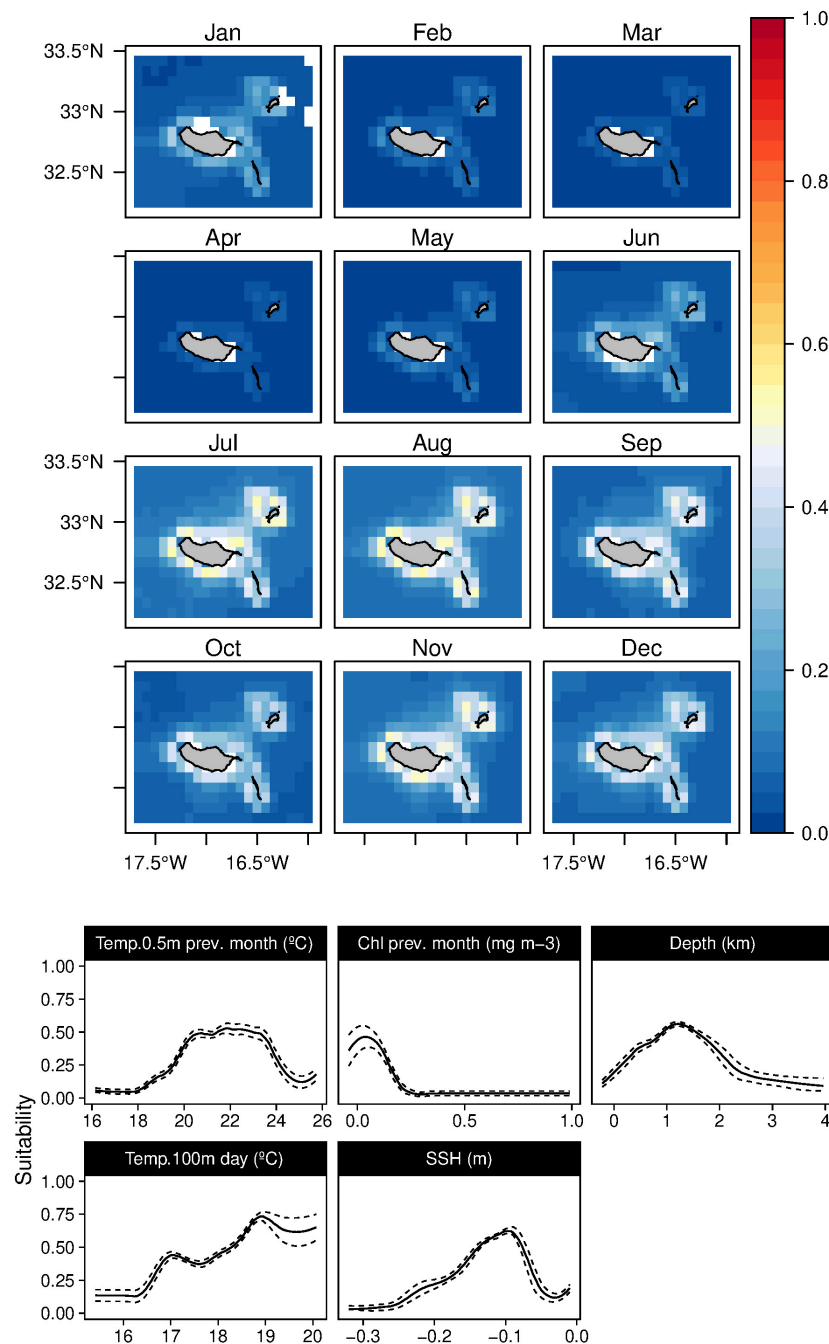 Jan Feb Mar
33.5°N
33°N
32.5°N
1.0
0.8
0.6
0.4
0.2
0.0
Apr May Jun
Jul Aug Sep
33.5°N
33°N
32.5°N
Oct Nov Dec
17.5°W 16.5°W 17.5°W 16.5°W
Suitability
Temp.0.5m prev. month (ºC) Chl prev. month (mg m−3) Depth (km)
1.00
0.75
0.50
0.25
0.00
16 18 20 22 24 26 0.0 0.5 1.0 0 1 2 3 4
Temp.100m day (ºC) SSH (m)
1.00
0.75
0.50
0.25
0.00
16 17 18 19 20 −0.3 −0.2 −0.1 0.0